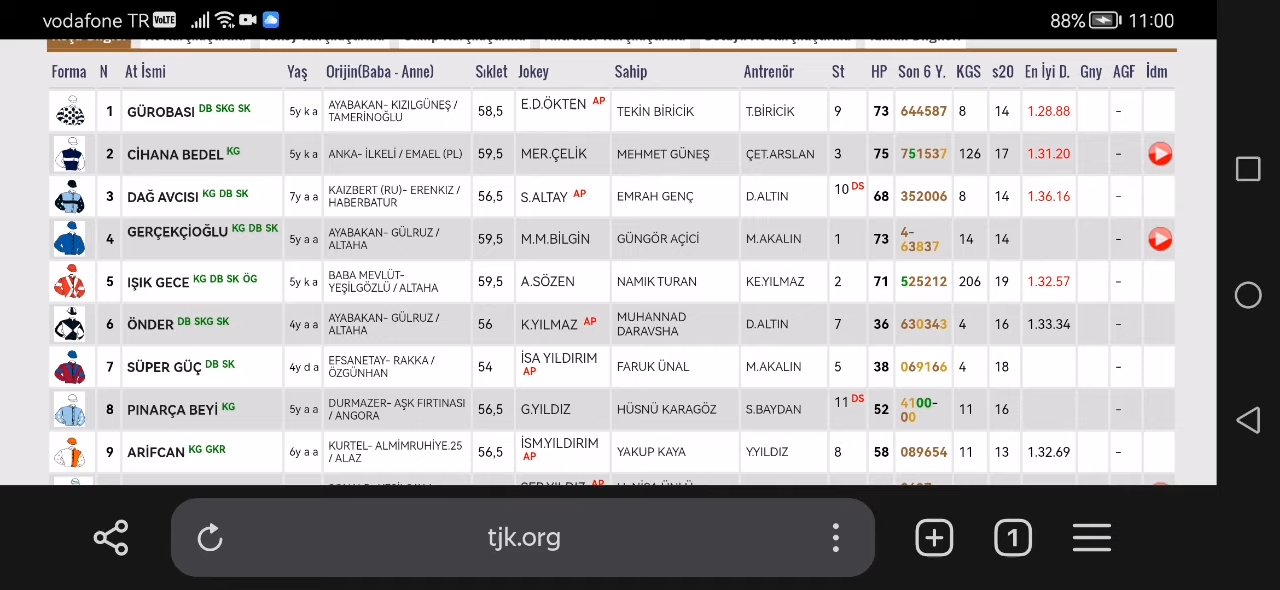 vodafone TR VoLTE 88% 11:00
Forma N At İsmi Yaş Orijin(Baba - Anne) Sıklet Jokey Sahip Antrenör St HP Son 6 Y. KGS s20 En İyi D. Gny AGF İdm
1 GÜROBASI DB SKG SK 5y k a AYABAKAN- KIZILGÜNEŞ / TAMERİNOĞLU 58,5 E.D.ÖKTEN AP TEKİN BİRİCİK T.BİRİCİK 9 73 644587 8 14 1.28.88 -
2 CİHANA BEDEL KG 5y k a ANKA- İLKELİ / EMAEL (PL) 59,5 MER.ÇELİK MEHMET GÜNEŞ ÇET.ARSLAN 3 75 751537 126 17 1.31.20 -
3 DAĞ AVCISI KG DB SK 7y a a KAIZBERT (RU)- ERENKIZ / HABERBATUR 56,5 S.ALTAY AP EMRAH GENÇ D.ALTIN 10 DS 68 352006 8 14 1.36.16 -
4 GERÇEKÇİOĞLU KG DB SK 5y a a AYABAKAN- GÜLRUZ / ALTAHA 59,5 M.M.BİLGİN GÜNGÖR AÇİCİ M.AKALIN 1 73 4-63837 14 14 -
5 IŞIK GECE KG DB SK ÖG 5y k a BABA MEVLÜT- YEŞİLGÖZLÜ / ALTAHA 59,5 A.SÖZEN NAMIK TURAN KE.YILMAZ 2 71 525212 206 19 1.32.57 -
6 ÖNDER DB SKG SK 4y a a AYABAKAN- GÜLRUZ / ALTAHA 56 K.YILMAZ AP MUHANNAD DARAVSHA D.ALTIN 7 36 630343 4 16 1.33.34 -
7 SÜPER GÜÇ DB SK 4y d a EFSANETAY- RAKKA / ÖZGÜNHAN 54 İSA YILDIRIM AP FARUK ÜNAL M.AKALIN 5 38 069166 4 18 -
8 PINARÇA BEYİ KG 5y a a DURMAZER- AŞK FIRTINASI / ANGORA 56,5 G.YILDIZ HÜSNÜ KARAGÖZ S.BAYDAN 11 DS 52 4100-00 11 16 -
9 ARİFCAN KG GKR 6y a a KURTEL- ALMİMRUHİYE.25 / ALAZ 56,5 İSM.YILDIRIM AP YAKUP KAYA Y.YILDIZ 8 58 089654 11 13 1.32.69 -
tjk.org 1